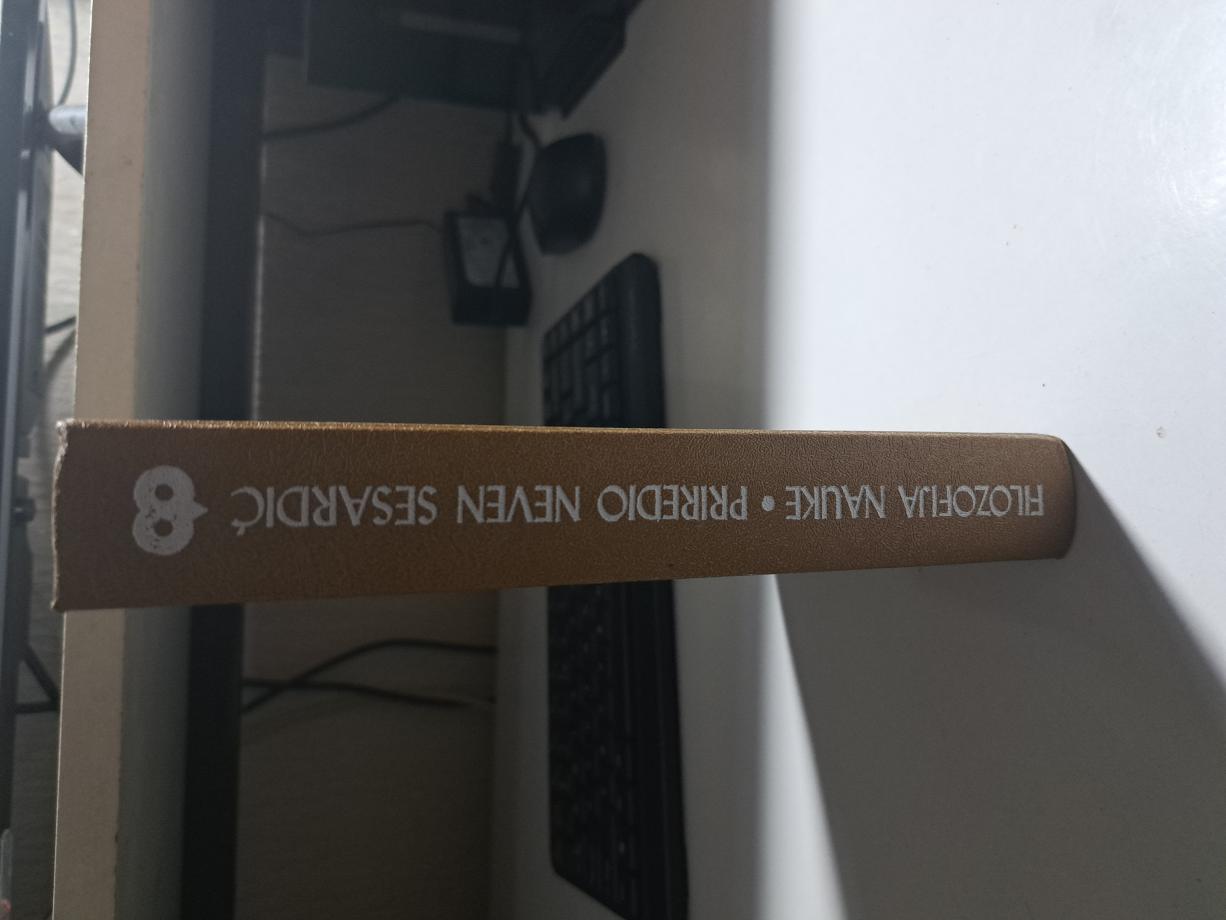 FILOZOFIJA NAUKE • PRIREDIO NEVEN SESARDIĆ